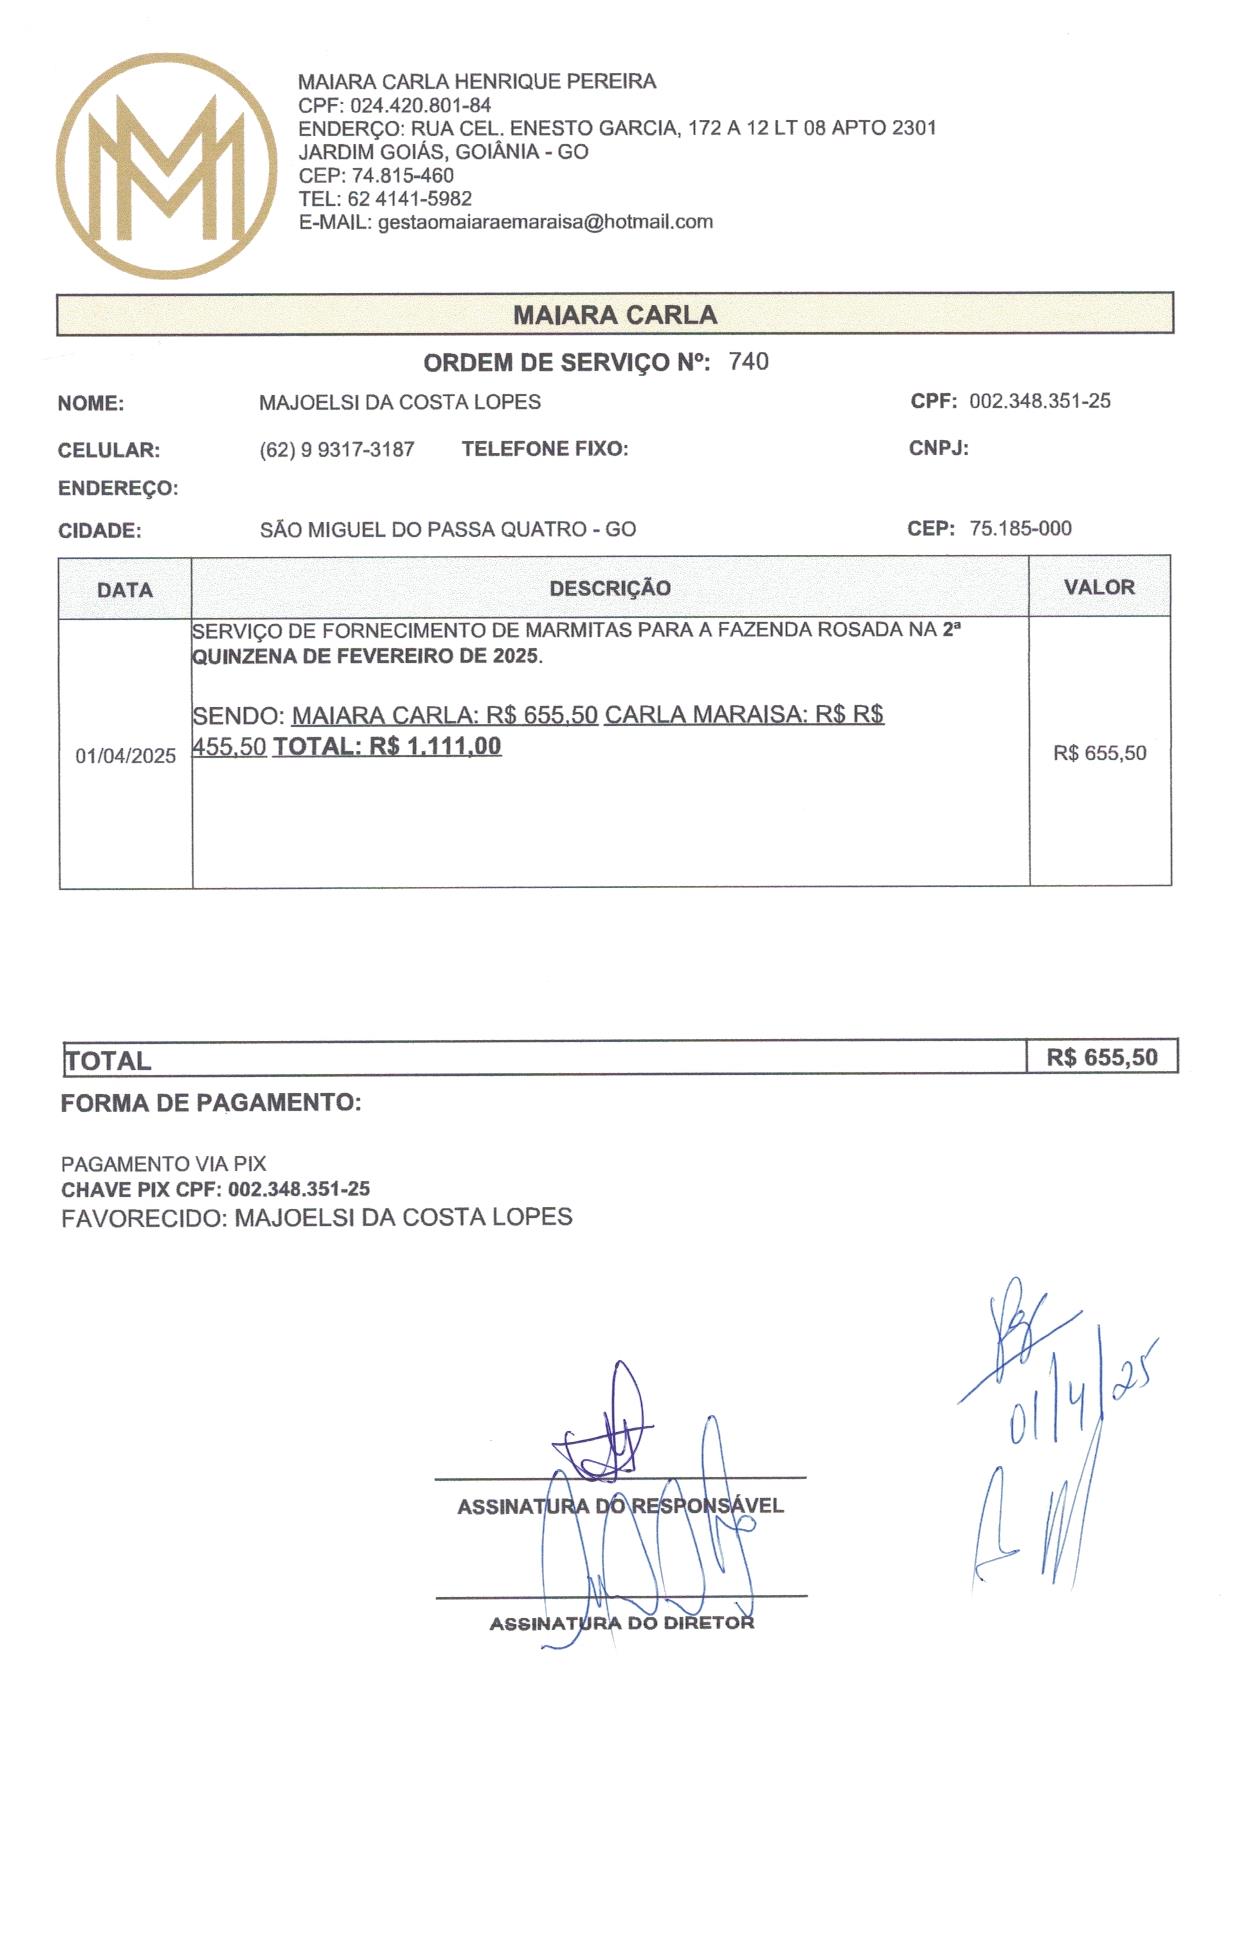 MAIARA CARLA HENRIQUE PEREIRA
CPF: 024.420.801-84
ENDERÇO: RUA CEL. ENESTO GARCIA, 172 A 12 LT 08 APTO 2301
JARDIM GOIÁS, GOIÂNIA - GO
CEP: 74.815-460
TEL: 62 4141-5982
E-MAIL: gestaomaiaraemaraisa@hotmail.com
MAIARA CARLA
ORDEM DE SERVIÇO Nº: 740
NOME: MAJOELSI DA COSTA LOPES CPF: 002.348.351-25
CELULAR: (62) 9 9317-3187 TELEFONE FIXO: CNPJ:
ENDEREÇO:
CIDADE: SÃO MIGUEL DO PASSA QUATRO - GO CEP: 75.185-000
DATA DESCRIÇÃO VALOR
SERVIÇO DE FORNECIMENTO DE MARMITAS PARA A FAZENDA ROSADA NA 2ª
QUINZENA DE FEVEREIRO DE 2025.
SENDO: MAIARA CARLA: R$ 655,50 CARLA MARAISA: R$ R$
455,50 TOTAL: R$ 1.111,00
01/04/2025 R$ 655,50
TOTAL R$ 655,50
FORMA DE PAGAMENTO:
PAGAMENTO VIA PIX
CHAVE PIX CPF: 002.348.351-25
FAVORECIDO: MAJOELSI DA COSTA LOPES
01/4/25
ASSINATURA DO RESPONSÁVEL
ASSINATURA DO DIRETOR